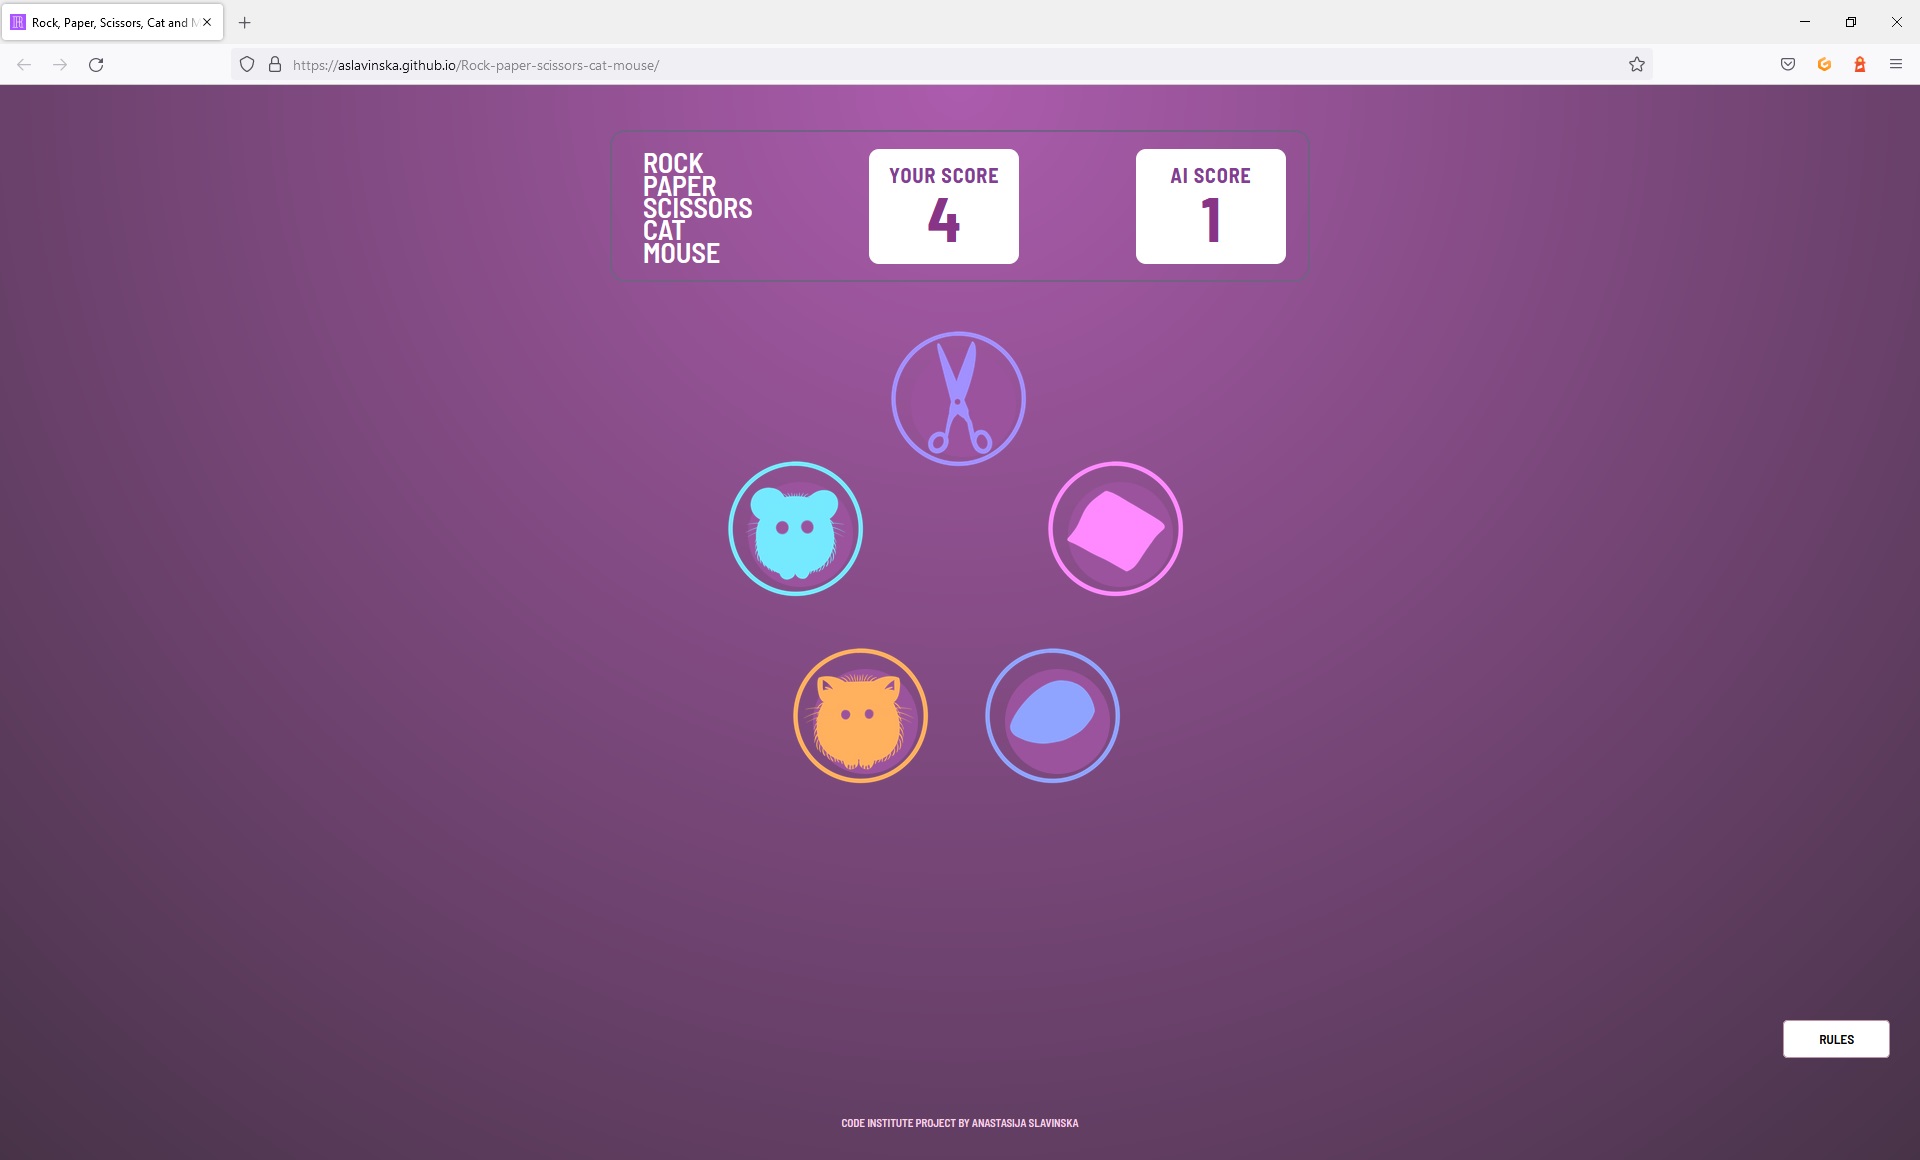 Rock, Paper, Scissors, Cat and M
https://aslavinska.github.io/Rock-paper-scissors-cat-mouse/
ROCK
PAPER
SCISSORS
CAT
MOUSE
YOUR SCORE
4
AI SCORE
1
RULES
CODE INSTITUTE PROJECT BY ANASTASIJA SLAVINSKA